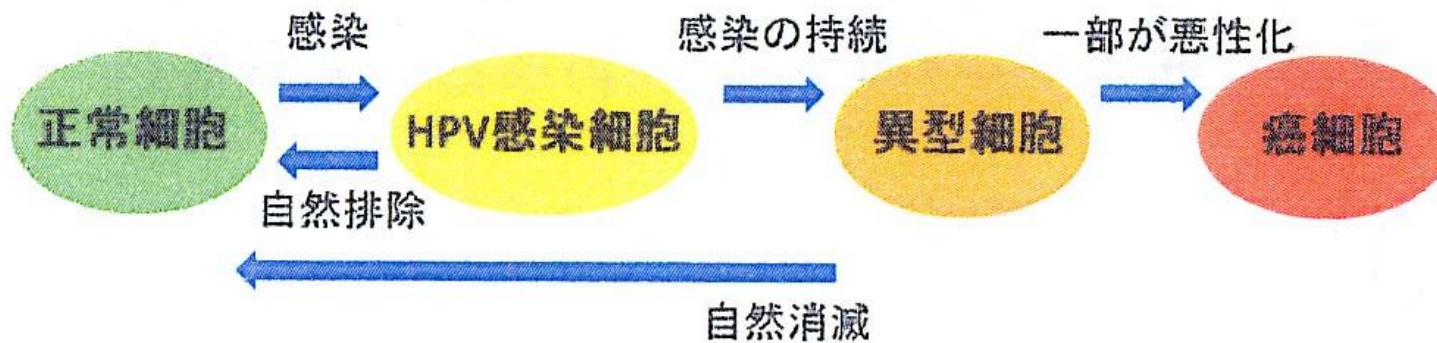 感染
感染の持続
一部が悪性化
正常細胞
HPV感染細胞
異型細胞
癌細胞
自然排除
自然消滅